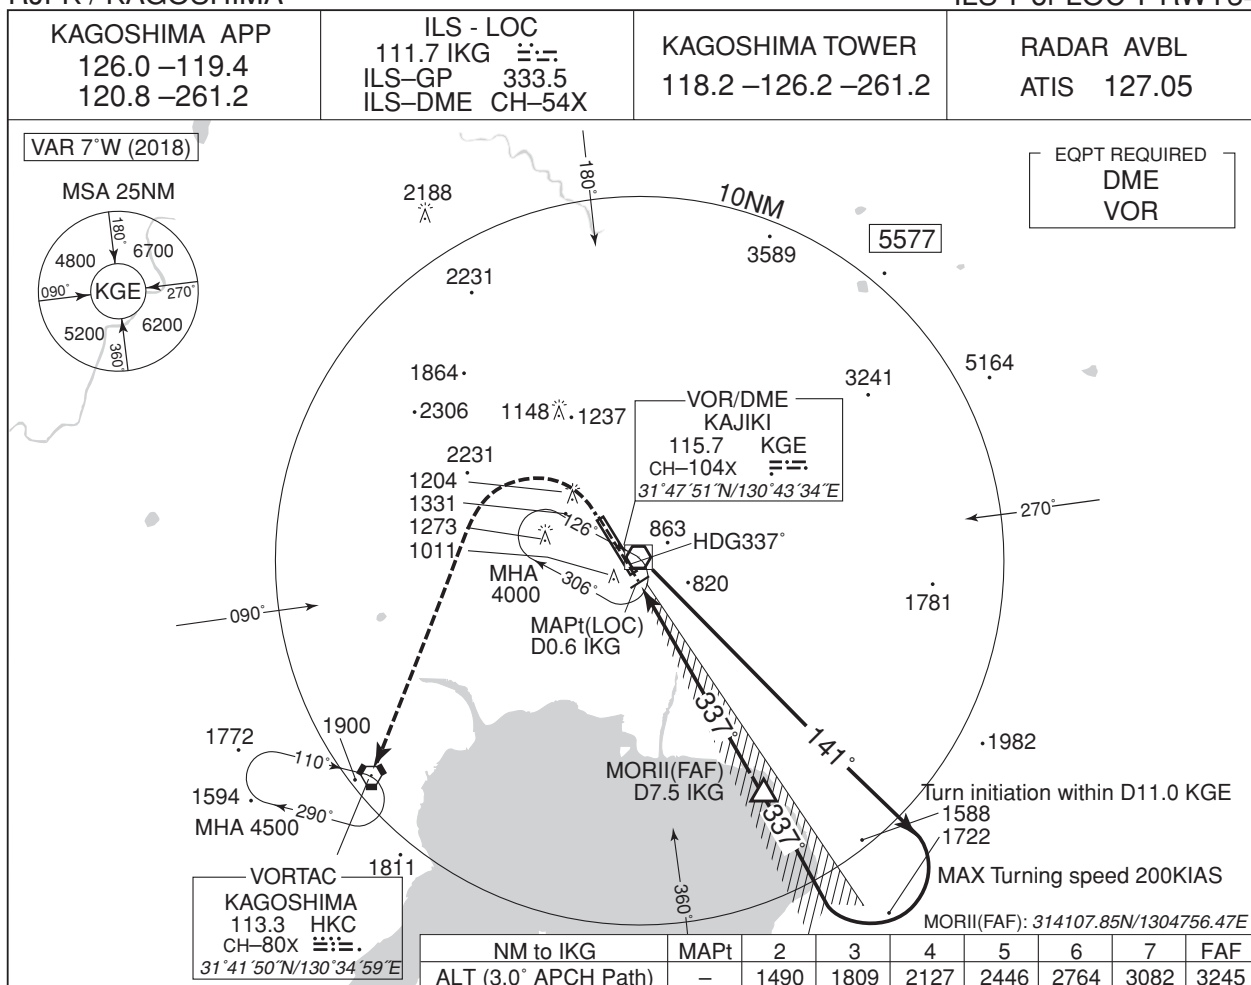 RJFK / KAGOSHIMA
KAGOSHIMA APP
126.0 –119.4
120.8 –261.2
ILS - LOC
111.7 IKG
ILS–GP 333.5
ILS–DME CH–54X
KAGOSHIMA TOWER
118.2 –126.2 –261.2
RADAR AVBL
ATIS 127.05
VAR 7˚W (2018)
MSA 25NM
180˚
4800
6700
090˚
KGE
270˚
5200
6200
360˚
EQPT REQUIRED
DME
VOR
2188
180˚
10NM
3589
5577
2231
1864
2306
1148
1237
3241
5164
VOR/DME
KAJIKI
115.7 KGE
CH–104X
31˚47´51˝N/130˚43´34˝E
2231
1204
1331
1273
1011
126˚
306˚
MHA
4000
863
HDG337˚
820
270˚
1781
090˚
MAPt(LOC)
D0.6 IKG
337˚
141˚
1982
1772
1900
110˚
1594
290˚
MHA 4500
MORII(FAF)
D7.5 IKG
337˚
Turn initiation within D11.0 KGE
1588
1722
MAX Turning speed 200KIAS
1811
360˚
VORTAC
KAGOSHIMA
113.3 HKC
CH–80X
31˚41´50˝N/130˚34´59˝E
MORII(FAF): 314107.85N/1304756.47E
NM to IKG MAPt 2 3 4 5 6 7 FAF
ALT (3.0˚ APCH Path) – 1490 1809 2127 2446 2764 3082 3245